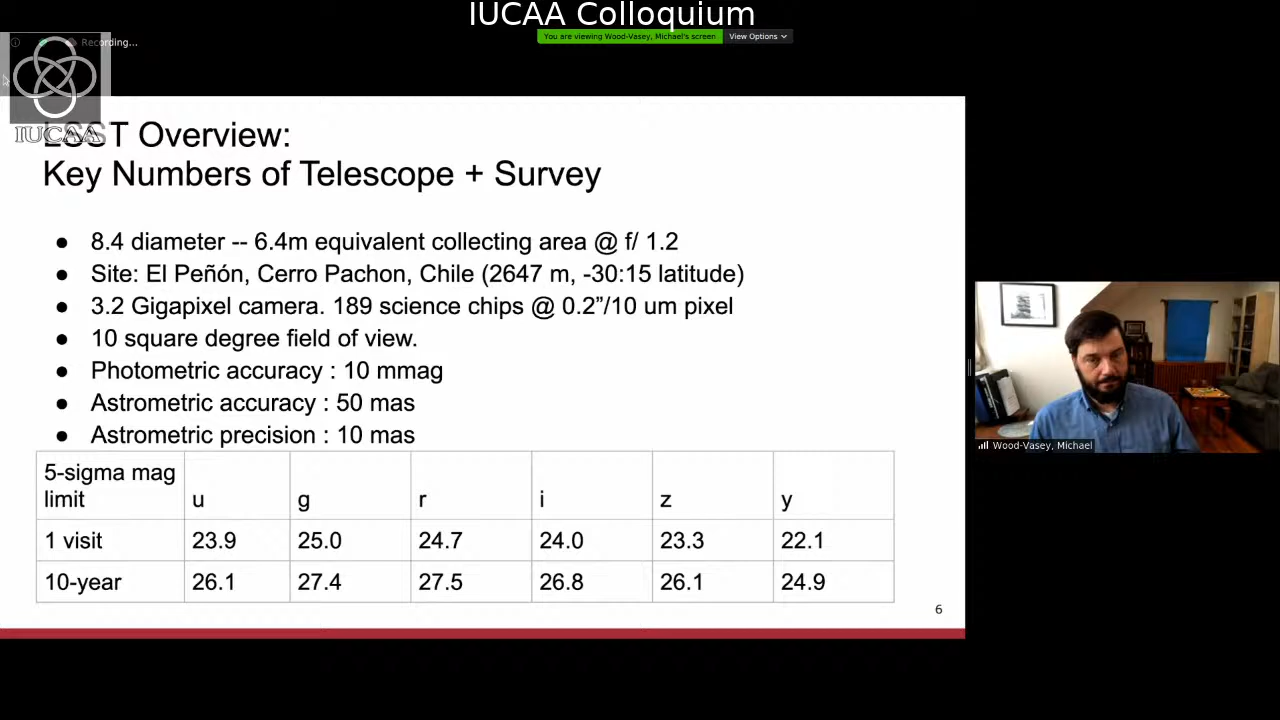 IUCAA Colloquium
You are viewing Wood-Vasey, Michael's screen
View Options
Recording...
IUCAA
LSST Overview:
Key Numbers of Telescope + Survey
● 8.4 diameter -- 6.4m equivalent collecting area @ f/ 1.2
● Site: El Peñón, Cerro Pachon, Chile (2647 m, -30:15 latitude)
● 3.2 Gigapixel camera. 189 science chips @ 0.2”/10 um pixel
● 10 square degree field of view.
● Photometric accuracy : 10 mmag
● Astrometric accuracy : 50 mas
● Astrometric precision : 10 mas
5-sigma mag
limit u g r i z y
1 visit 23.9 25.0 24.7 24.0 23.3 22.1
10-year 26.1 27.4 27.5 26.8 26.1 24.9
6
Wood-Vasey, Michael